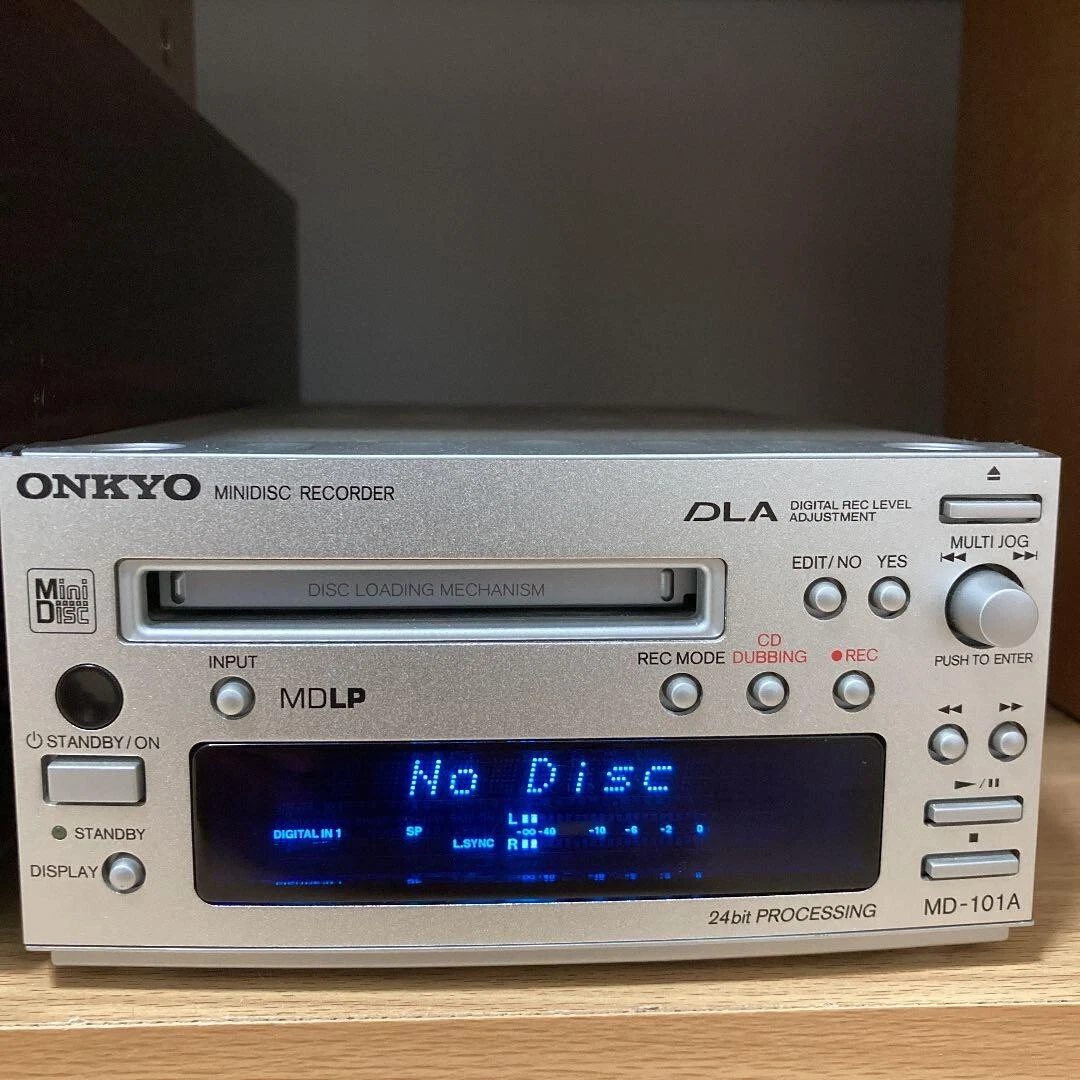 ONKYO MINIDISC RECORDER
DLA DIGITAL REC LEVEL
ADJUSTMENT
MULTI JOG
EDIT/NO YES
Mini
Disc
DISC LOADING MECHANISM
PUSH TO ENTER
INPUT
MDLP
REC MODE
CD
DUBBING
REC
STANDBY/ON
No Disc
L
-∞ -40 -10 -6 -2 0
DIGITAL IN 1 SP L.SYNC
R
STANDBY
DISPLAY
24bit PROCESSING
MD-101A